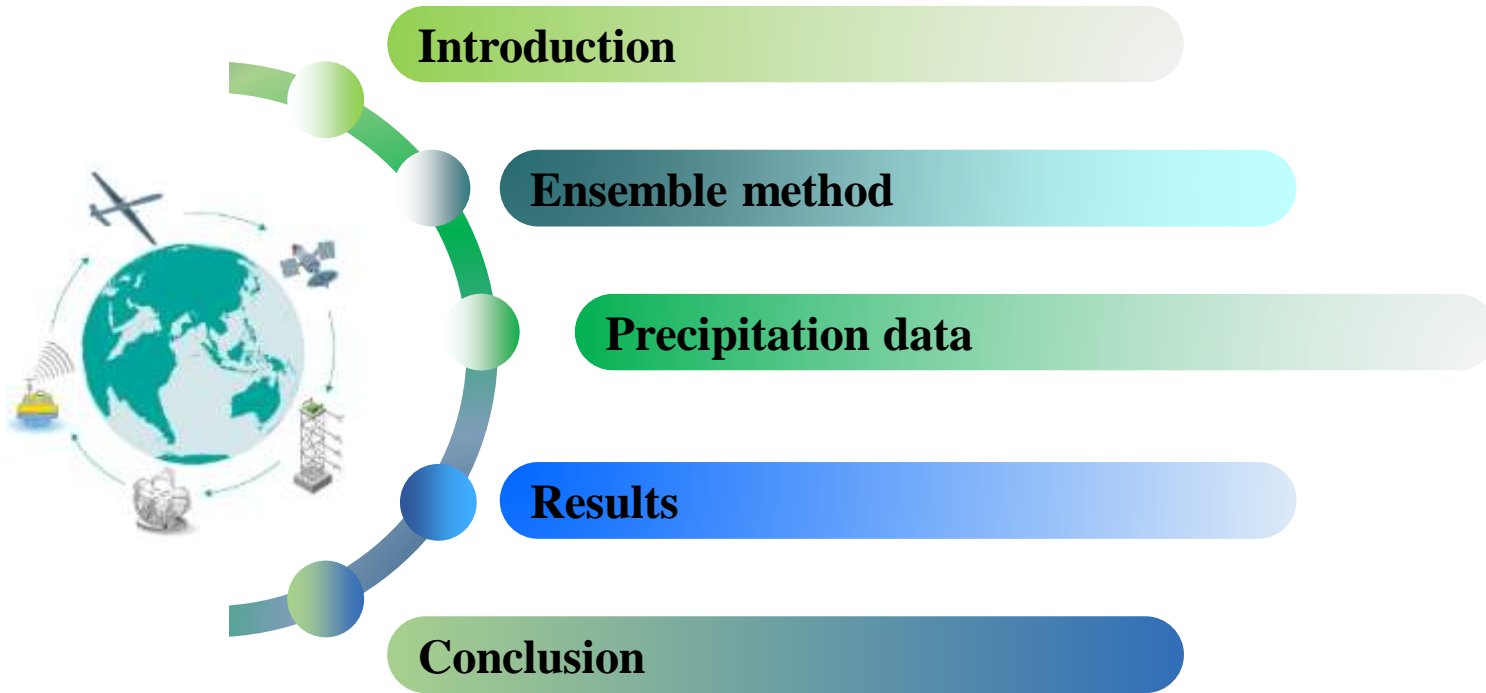 Introduction
Ensemble method
Precipitation data
Results
Conclusion